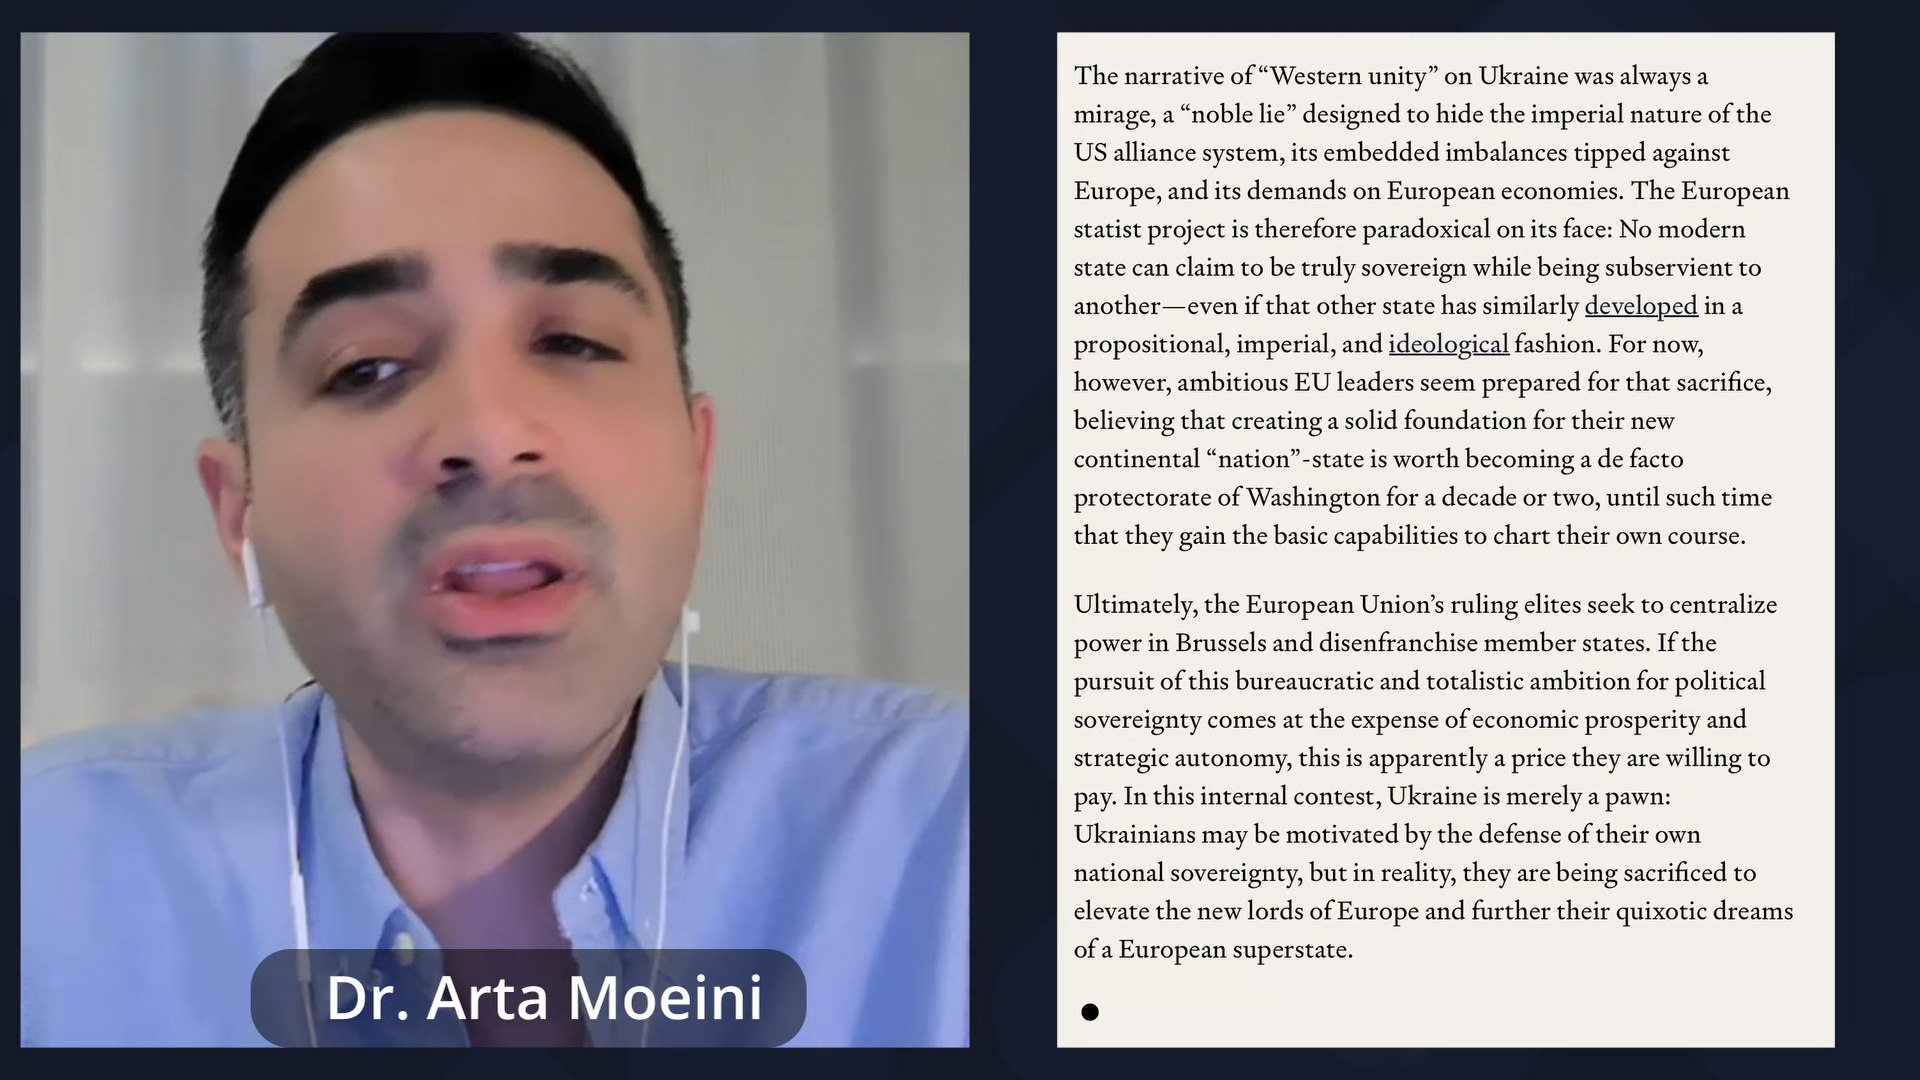 The narrative of “Western unity” on Ukraine was always a
mirage, a “noble lie” designed to hide the imperial nature of the
US alliance system, its embedded imbalances tipped against
Europe, and its demands on European economies. The European
statist project is therefore paradoxical on its face: No modern
state can claim to be truly sovereign while being subservient to
another—even if that other state has similarly developed in a
propositional, imperial, and ideological fashion. For now,
however, ambitious EU leaders seem prepared for that sacrifice,
believing that creating a solid foundation for their new
continental “nation”-state is worth becoming a de facto
protectorate of Washington for a decade or two, until such time
that they gain the basic capabilities to chart their own course.
Ultimately, the European Union’s ruling elites seek to centralize
power in Brussels and disenfranchise member states. If the
pursuit of this bureaucratic and totalistic ambition for political
sovereignty comes at the expense of economic prosperity and
strategic autonomy, this is apparently a price they are willing to
pay. In this internal contest, Ukraine is merely a pawn:
Ukrainians may be motivated by the defense of their own
national sovereignty, but in reality, they are being sacrificed to
elevate the new lords of Europe and further their quixotic dreams
of a European superstate.
Dr. Arta Moeini